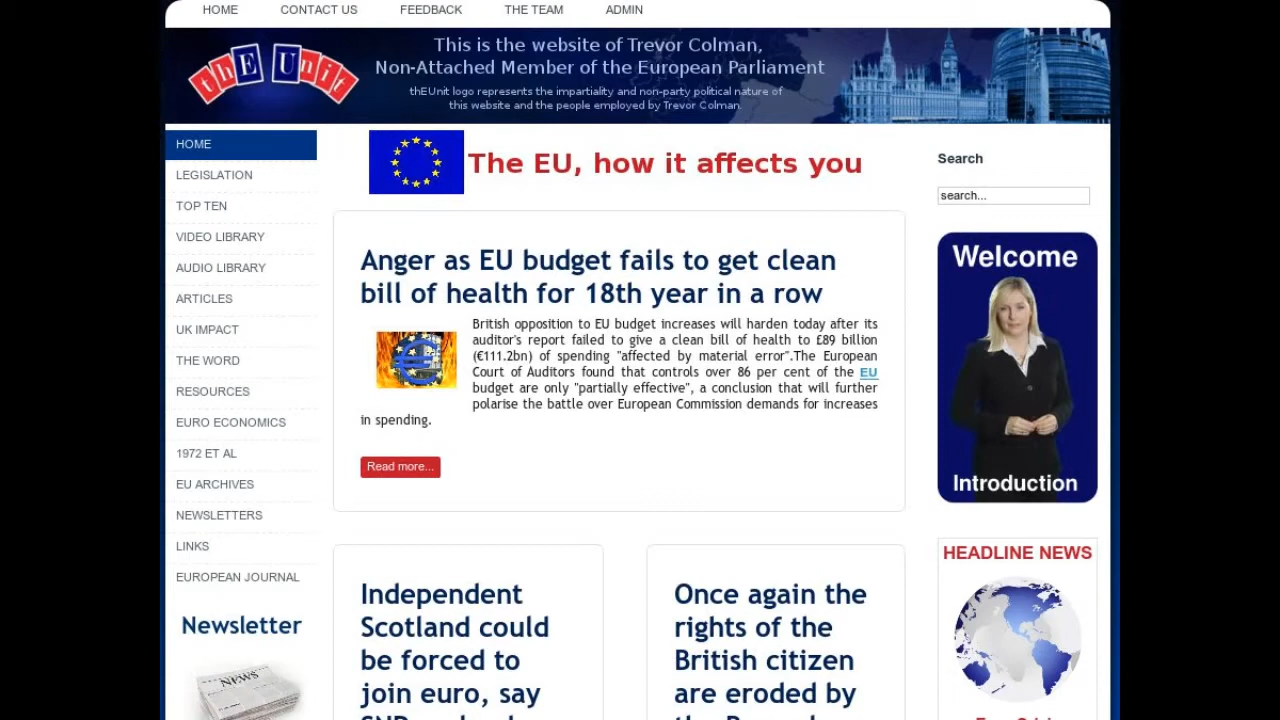 HOME CONTACT US FEEDBACK THE TEAM ADMIN
thEUnit
This is the website of Trevor Colman,
Non-Attached Member of the European Parliament
thEUnit logo represents the impartiality and non-party political nature of
this website and the people employed by Trevor Colman.
HOME
LEGISLATION
TOP TEN
VIDEO LIBRARY
AUDIO LIBRARY
ARTICLES
UK IMPACT
THE WORD
RESOURCES
EURO ECONOMICS
1972 ET AL
EU ARCHIVES
NEWSLETTERS
LINKS
EUROPEAN JOURNAL
Newsletter
NEWS
The EU, how it affects you
Anger as EU budget fails to get clean
bill of health for 18th year in a row
British opposition to EU budget increases will harden today after its
auditor's report failed to give a clean bill of health to £89 billion
(€111.2bn) of spending "affected by material error".The European
Court of Auditors found that controls over 86 per cent of the EU
budget are only "partially effective", a conclusion that will further
polarise the battle over European Commission demands for increases
in spending.
Read more...
Independent
Scotland could
be forced to
join euro, say
Once again the
rights of the
British citizen
are eroded by
Search
search...
Welcome
Introduction
HEADLINE NEWS